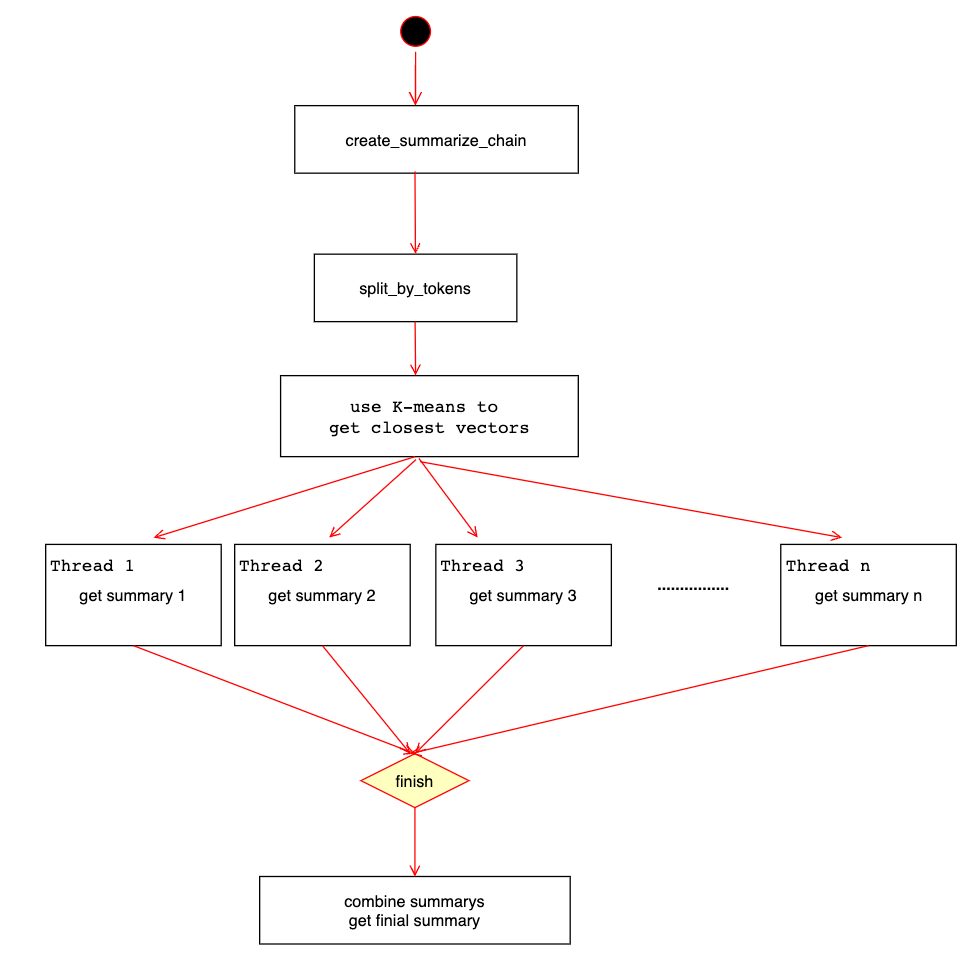 create_summarize_chain
split_by_tokens
use K-means to
get closest vectors
Thread 1
get summary 1
Thread 2
get summary 2
Thread 3
get summary 3
................
Thread n
get summary n
finish
combine summarys
get finial summary